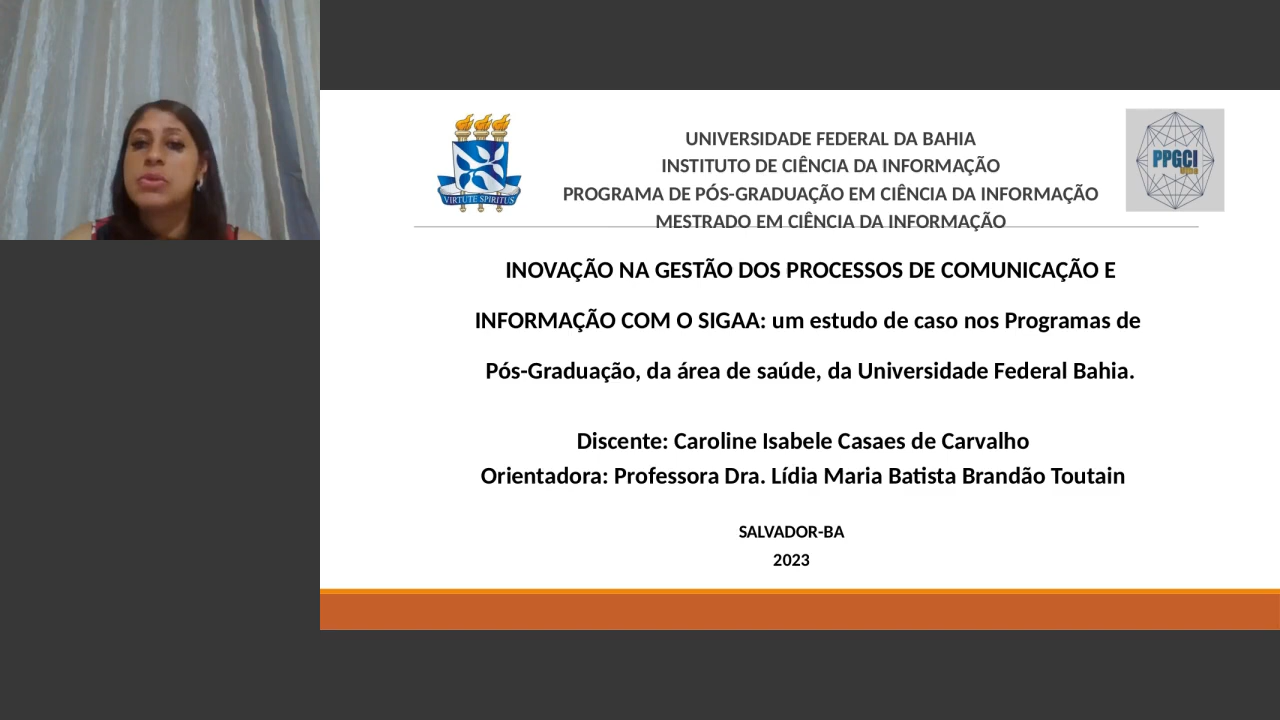 UNIVERSIDADE FEDERAL DA BAHIA
INSTITUTO DE CIÊNCIA DA INFORMAÇÃO
PROGRAMA DE PÓS-GRADUAÇÃO EM CIÊNCIA DA INFORMAÇÃO
MESTRADO EM CIÊNCIA DA INFORMAÇÃO
VIRTUTE SPIRITUS
PPGCI
INOVAÇÃO NA GESTÃO DOS PROCESSOS DE COMUNICAÇÃO E
INFORMAÇÃO COM O SIGAA: um estudo de caso nos Programas de
Pós-Graduação, da área de saúde, da Universidade Federal Bahia.
Discente: Caroline Isabele Casaes de Carvalho
Orientadora: Professora Dra. Lídia Maria Batista Brandão Toutain
SALVADOR-BA
2023